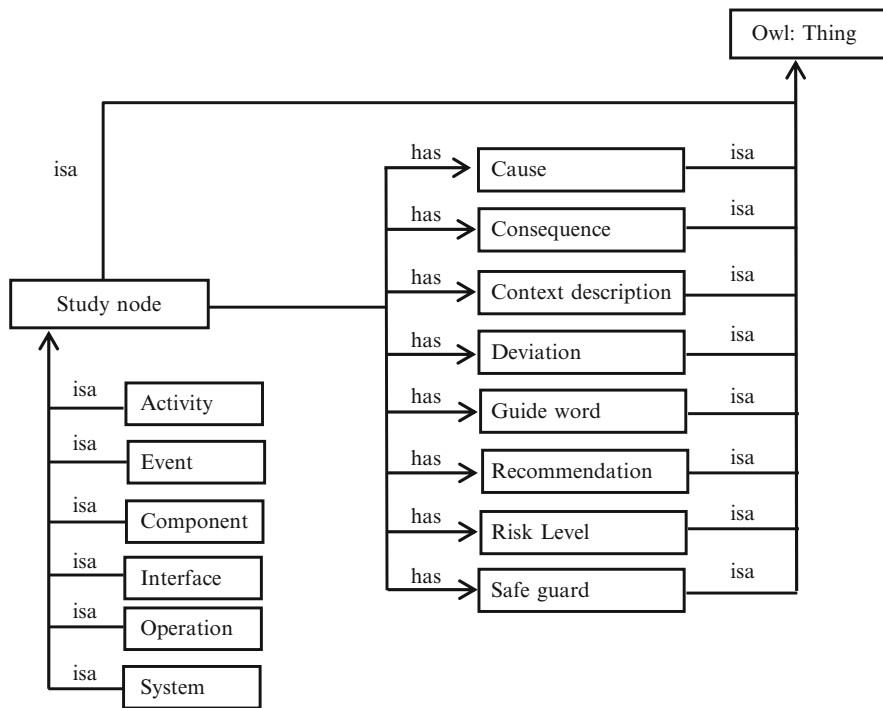 Owl: Thing
isa
has
Cause
isa
has
Consequence
isa
has
Context description
isa
Study node
has
Deviation
isa
has
Guide word
isa
has
Recommendation
isa
has
Risk Level
isa
has
Safe guard
isa
isa
Activity
isa
Event
isa
Component
isa
Interface
isa
Operation
isa
System